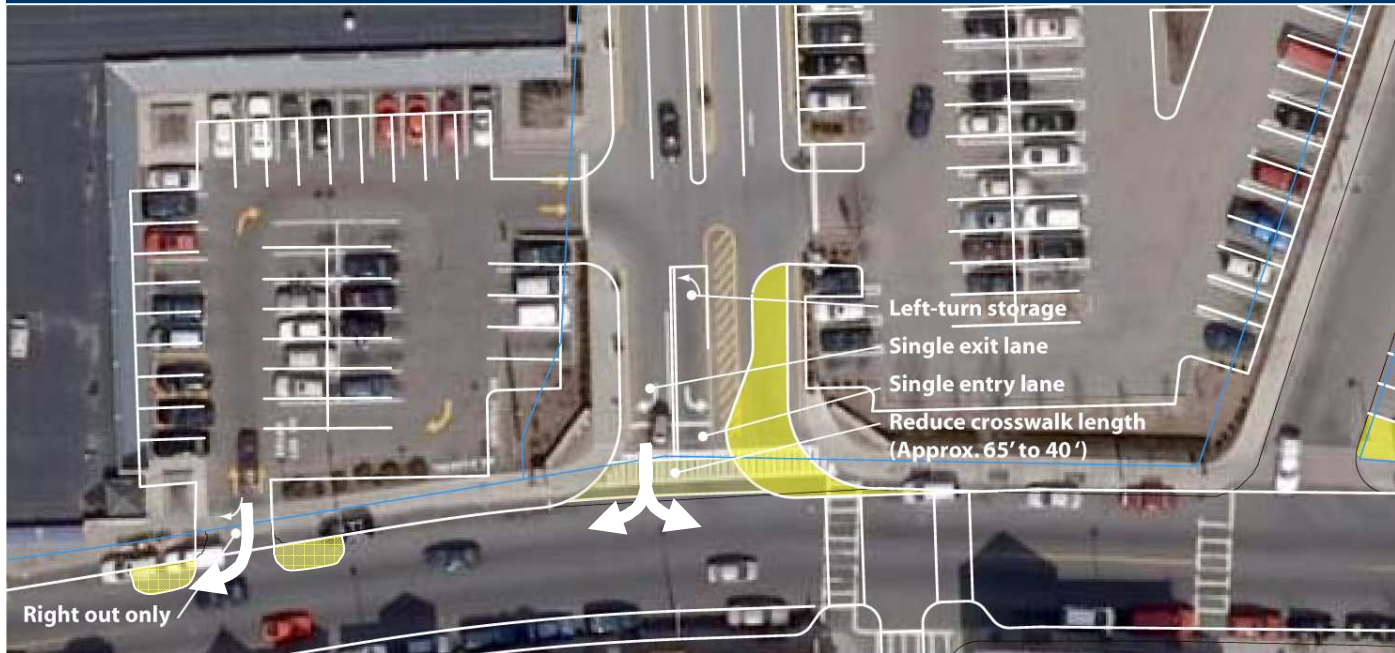 Left-turn storage
Single exit lane
Single entry lane
Reduce crosswalk length
(Approx. 65' to 40')
Right out only